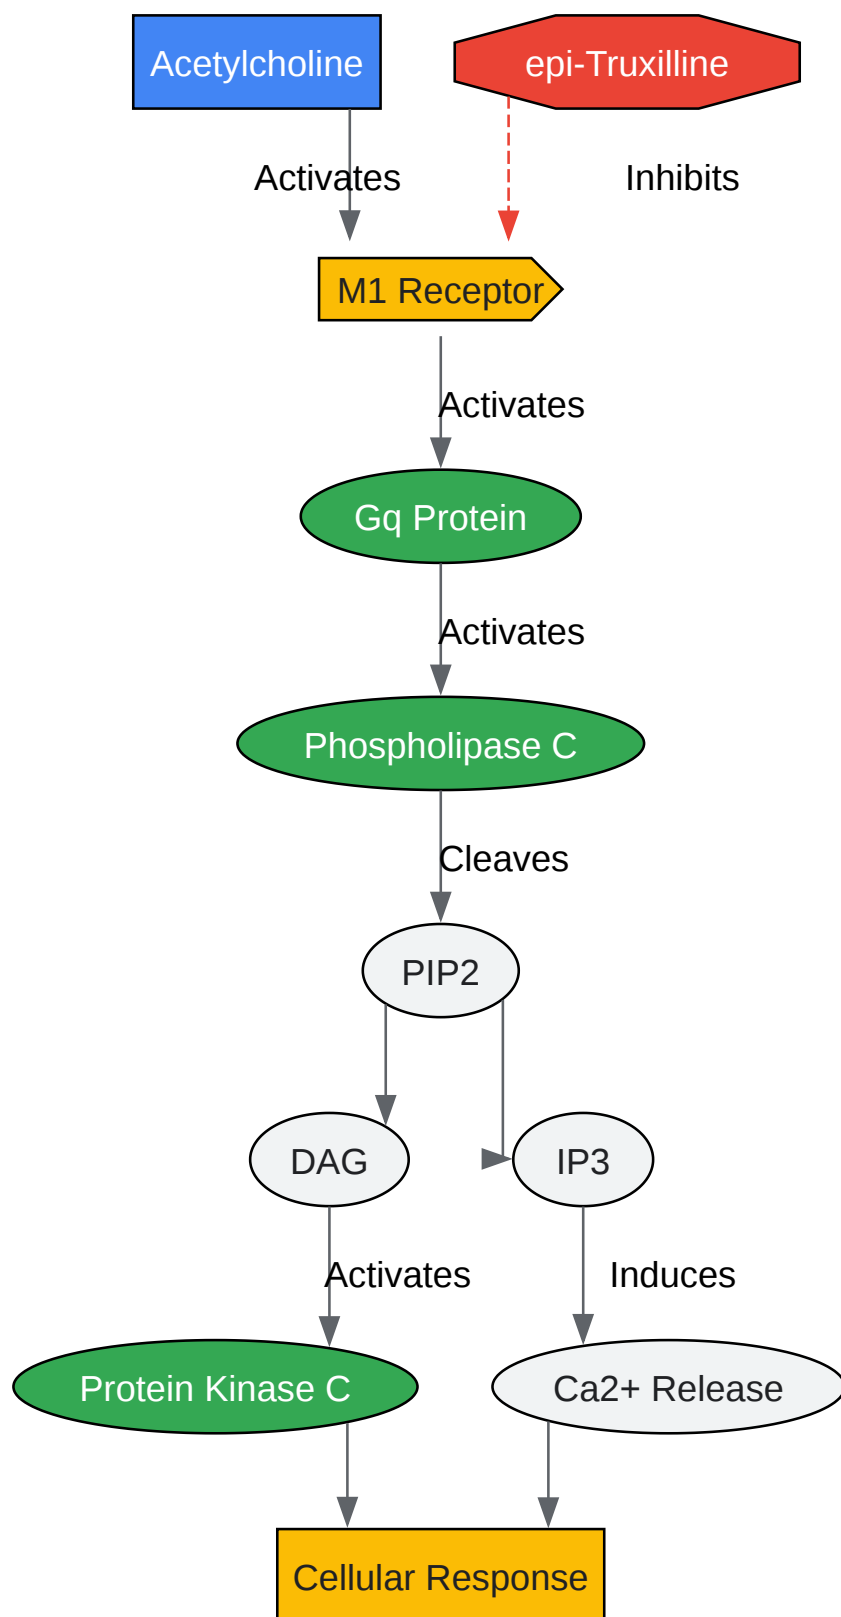 Acetylcholine
epi-Truxilline
Activates
Inhibits
M1 Receptor
Activates
Gq Protein
Activates
Phospholipase C
Cleaves
PIP2
DAG
IP3
Activates
Induces
Protein Kinase C
Ca2+ Release
Cellular Response